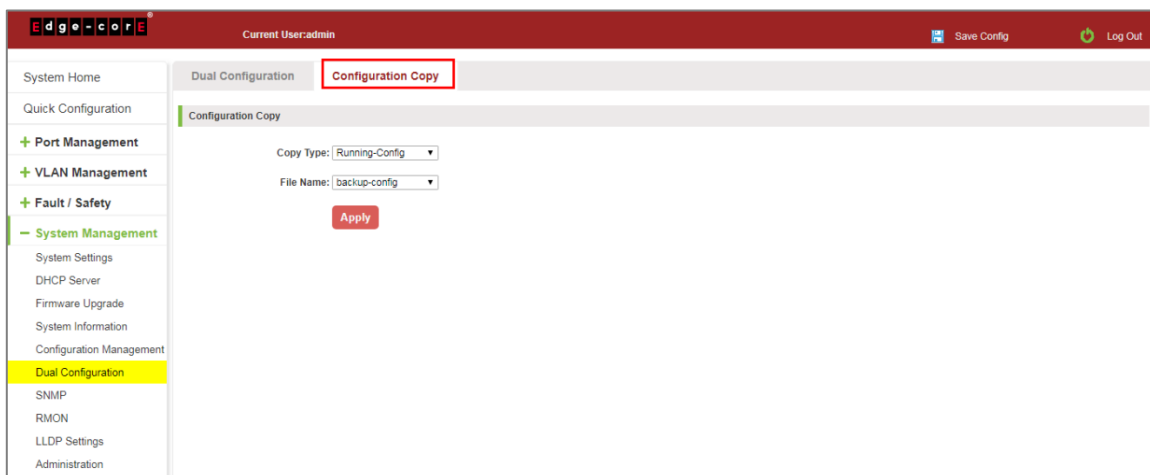 Edge-corE®
Current User:admin
Save Config
Log Out
System Home
Quick Configuration
+ Port Management
+ VLAN Management
+ Fault / Safety
− System Management
System Settings
DHCP Server
Firmware Upgrade
System Information
Configuration Management
Dual Configuration
SNMP
RMON
LLDP Settings
Administration
Dual Configuration
Configuration Copy
Configuration Copy
Copy Type: Running-Config
File Name: backup-config
Apply